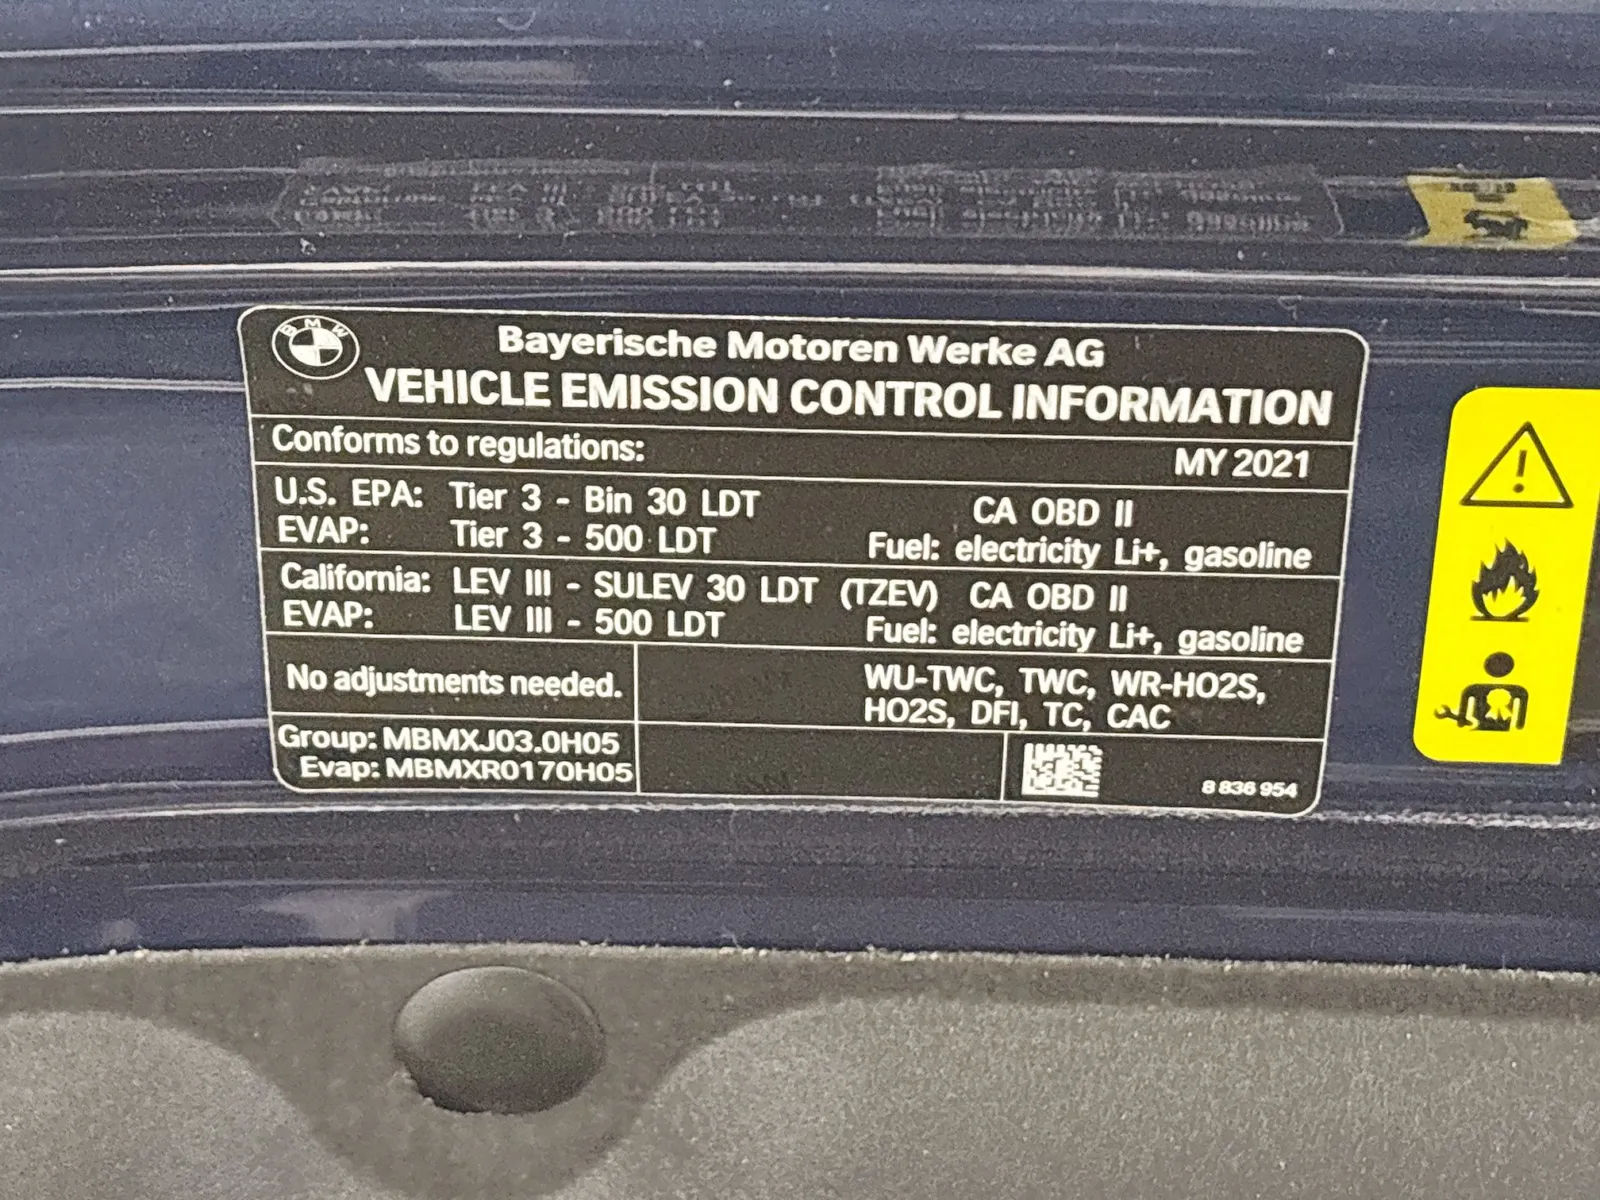 BMW
Bayerische Motoren Werke AG
VEHICLE EMISSION CONTROL INFORMATION
Conforms to regulations: MY 2021
U.S. EPA: Tier 3 - Bin 30 LDT CA OBD II
EVAP: Tier 3 - 500 LDT Fuel: electricity Li+, gasoline
California: LEV III - SULEV 30 LDT (TZEV) CA OBD II
EVAP: LEV III - 500 LDT Fuel: electricity Li+, gasoline
No adjustments needed. WU-TWC, TWC, WR-HO2S,
HO2S, DFI, TC, CAC
Group: MBMXJ03.0H05
Evap: MBMXR0170H05
8 836 954